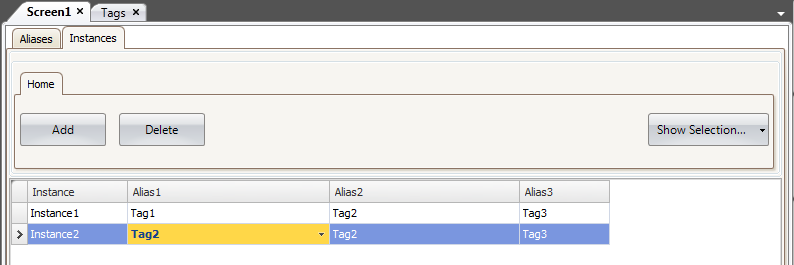 Screen1 × Tags ×
Aliases Instances
Home
Add Delete Show Selection...
Instance Alias1 Alias2 Alias3
Instance1 Tag1 Tag2 Tag3
Instance2 Tag2 Tag2 Tag3